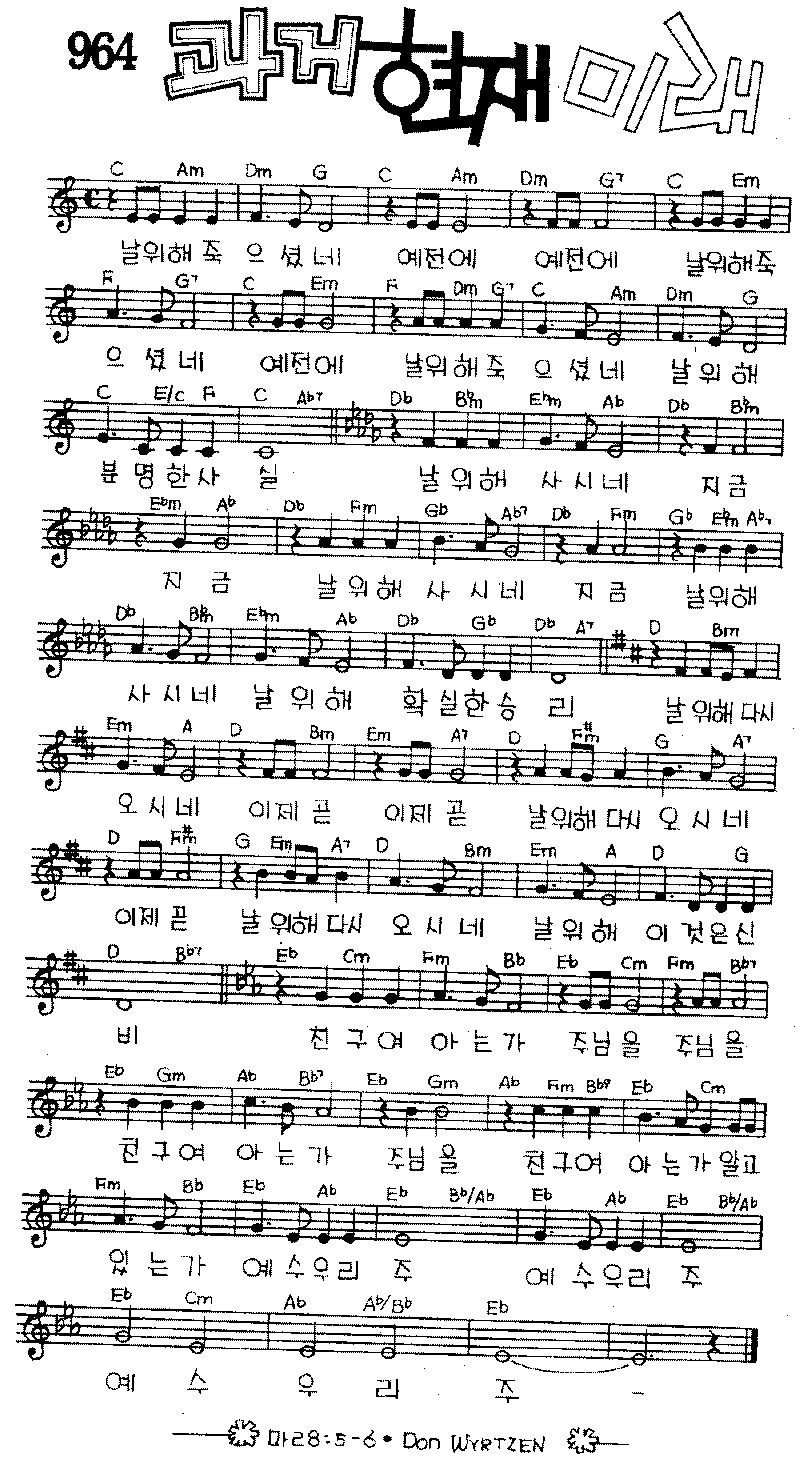 964 과거 현재 미래
C Am Dm G C Am Dm G7 C Em
날위해죽 으 셨 네 예전에 예전에 날위해죽
F G7 C Em F Dm G7 C Am Dm G
으 셨 네 예전에 날위해죽 으 셨 네 날 위 해
C E/C F C Ab7 Db Bbm Ebm Ab Db Bbm
분 명 한 사 실 날 위 해 사 시 네 지 금
Ebm Ab Db Fm Gb Ab7 Db Fm Gb Ebm Ab7
지 금 날 위 해 사 시 네 지 금 날위해
Db Bbm Ebm Ab Db Gb Db A7 D Bm
사 시 네 날 위 해 확 실한 승 리 날 위해 다시
Em A D Bm Em A7 D F#m G A7
오 시 네 이제 곧 이제 곧 날위해 다시 오 시 네
D F#m G Em A7 D Bm Em A D G
이제 곧 날 위해 다시 오 시 네 날 위 해 이 것은신
D Bb7 Eb Cm Fm Bb Eb Cm Fm Bb7
비 친 구 여 아 는 가 주님 을 주님 을
Eb Gm Ab Bb7 Eb Gm Ab Fm Bb9 Eb Cm
친 구 여 아 는 가 주님 을 친구여 아 는 가 알고
Fm Bb Eb Ab Eb Bb/Ab Eb Ab Eb Bb/Ab
있 는 가 예 수우리 주 예 수우리 주
Eb Cm Ab Ab/Bb Eb
예 수 우 리 주 -
마28:5-6 • Don WYRTZEN